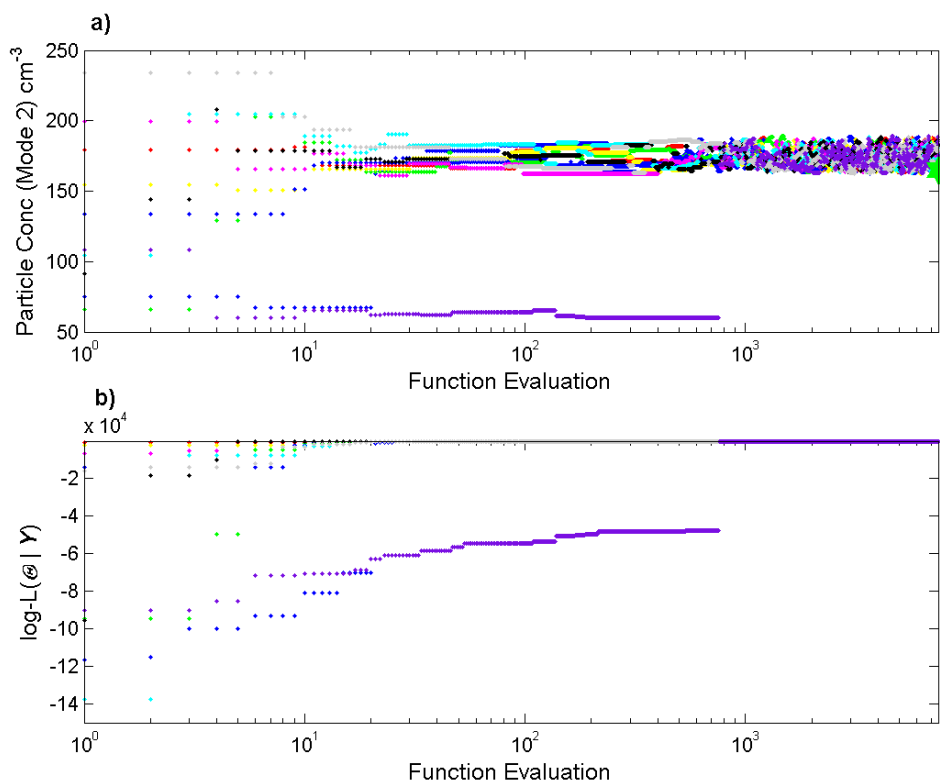 a)
Particle Conc (Mode 2) cm-3
250
200
150
100
50
10^0
10^1
10^2
10^3
Function Evaluation
b)
x 10^4
log-L(Θ | Y)
-2
-4
-6
-8
-10
-12
-14
10^0
10^1
10^2
10^3
Function Evaluation